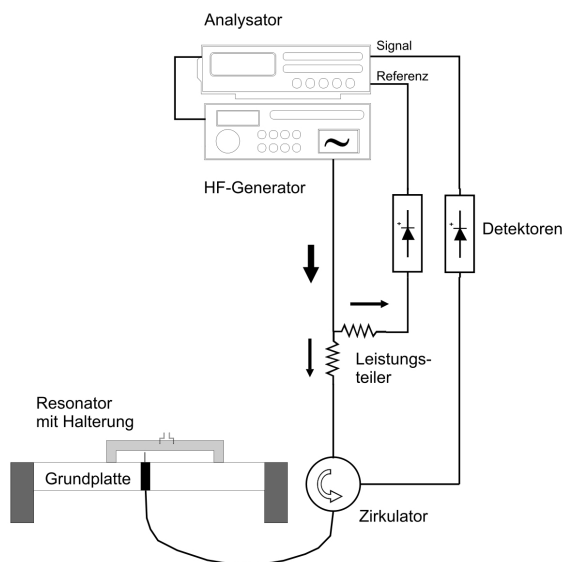 Analysator
Signal
Referenz
HF-Generator
Detektoren
Leistungs-
teiler
Resonator
mit Halterung
Grundplatte
Zirkulator